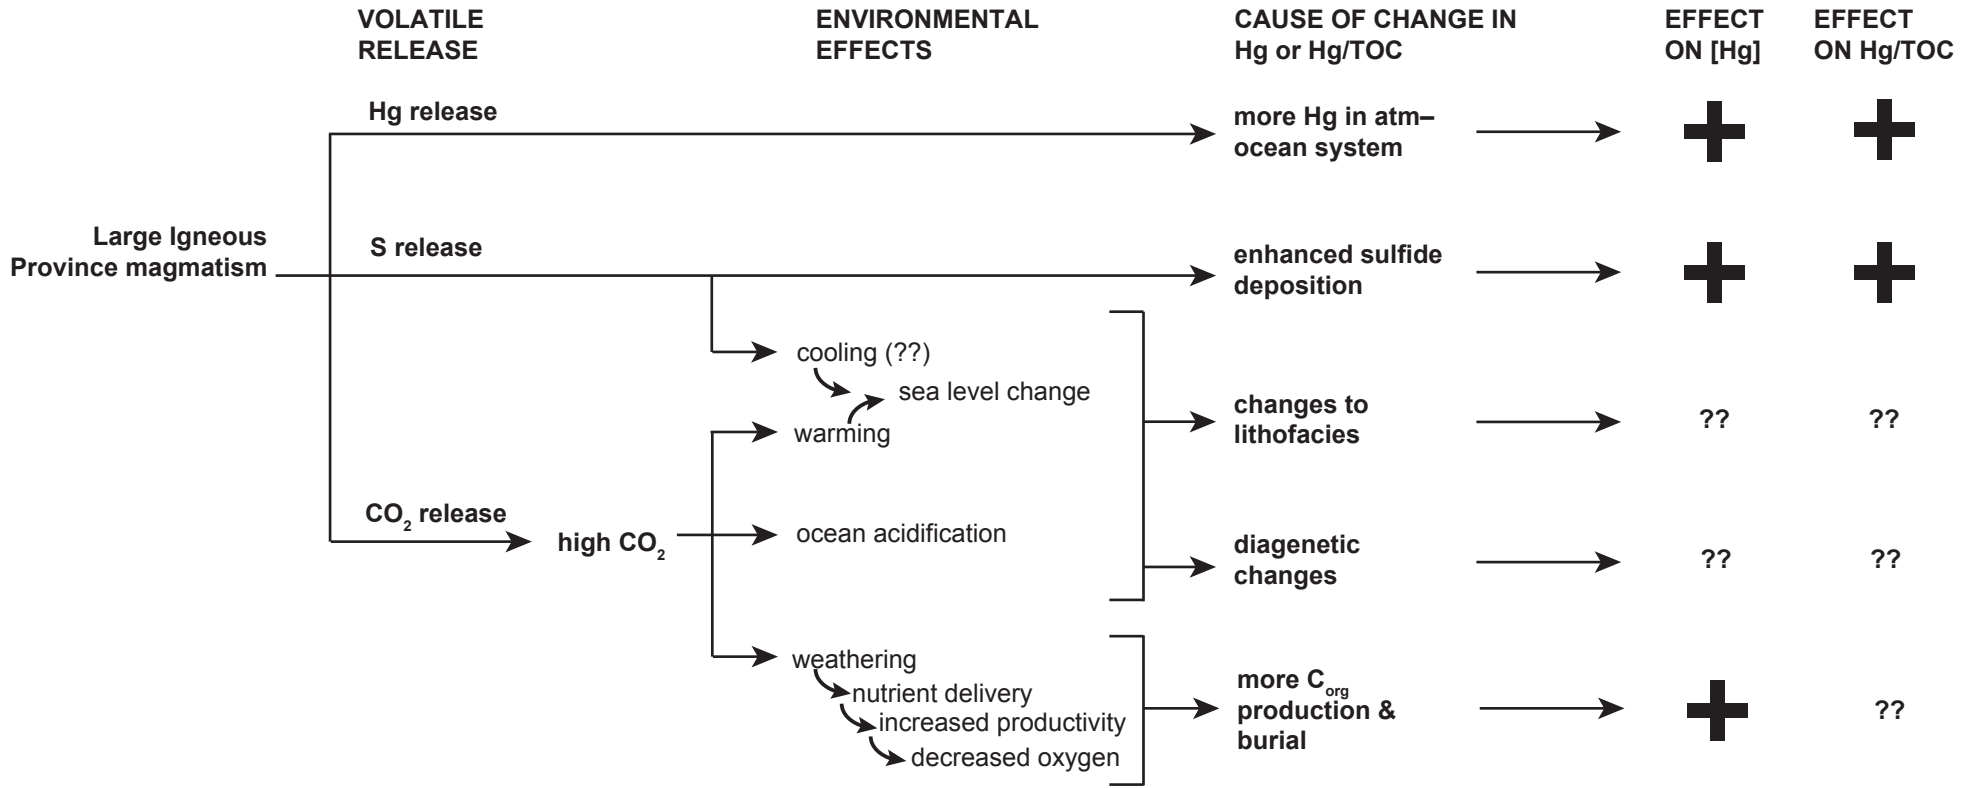 VOLATILE
RELEASE
ENVIRONMENTAL
EFFECTS
CAUSE OF CHANGE IN
Hg or Hg/TOC
EFFECT
ON [Hg]
EFFECT
ON Hg/TOC
Hg release
more Hg in atm–
ocean system
Large Igneous
Province magmatism
S release
enhanced sulfide
deposition
cooling (??)
sea level change
warming
changes to
lithofacies
??
??
CO2 release
high CO2
ocean acidification
diagenetic
changes
??
??
weathering
nutrient delivery
increased productivity
decreased oxygen
more Corg
production &
burial
??